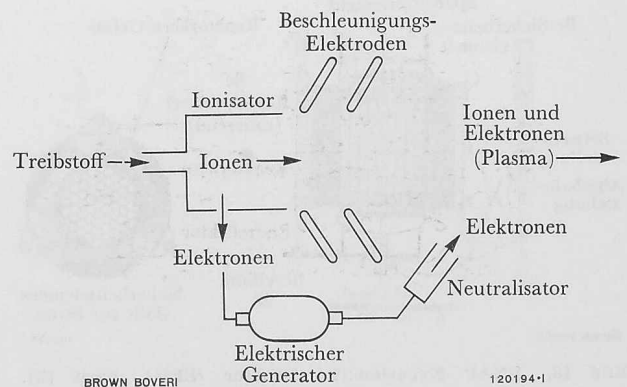 Beschleunigungs-
Elektroden
Ionisator
Ionen und
Elektronen
(Plasma)
Treibstoff
Ionen
Elektronen
Elektronen
Neutralisator
Elektrischer
Generator
BROWN BOVERI
120194·I